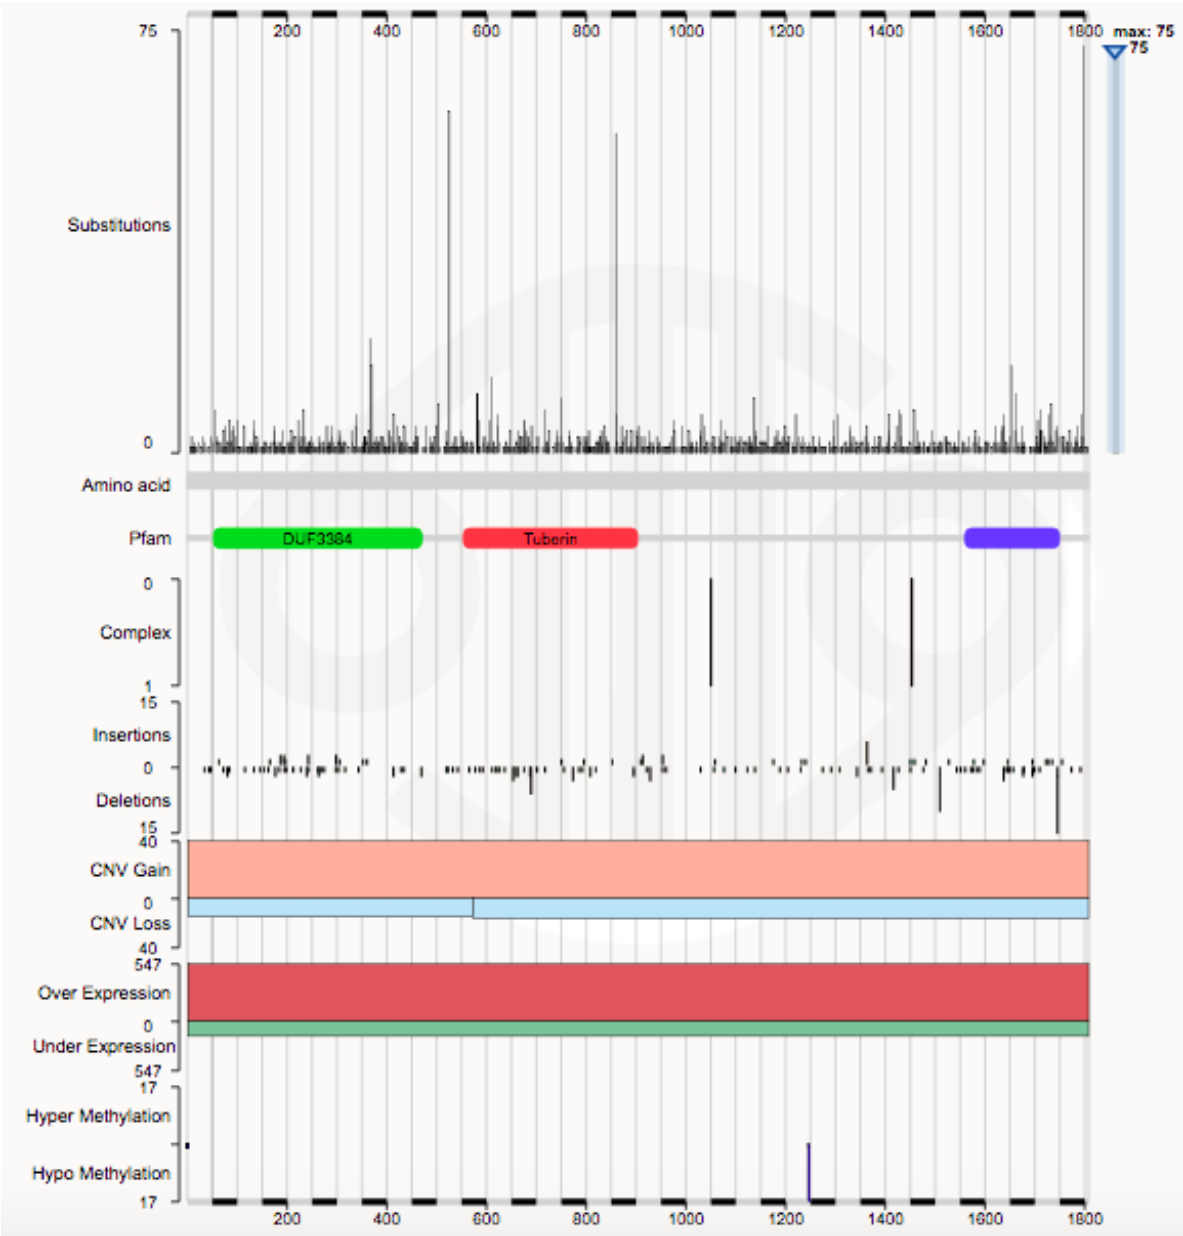 75
200 400 600 800 1000 1200 1400 1600 1800 max: 75
75
Substitutions
0
Amino acid
Pfam DUF3384 Tuberin
0
Complex
1
15
Insertions
0
Deletions
15
40
CNV Gain
0
CNV Loss
40
547
Over Expression
0
Under Expression
547
17
Hyper Methylation
Hypo Methylation
17
200 400 600 800 1000 1200 1400 1600 1800